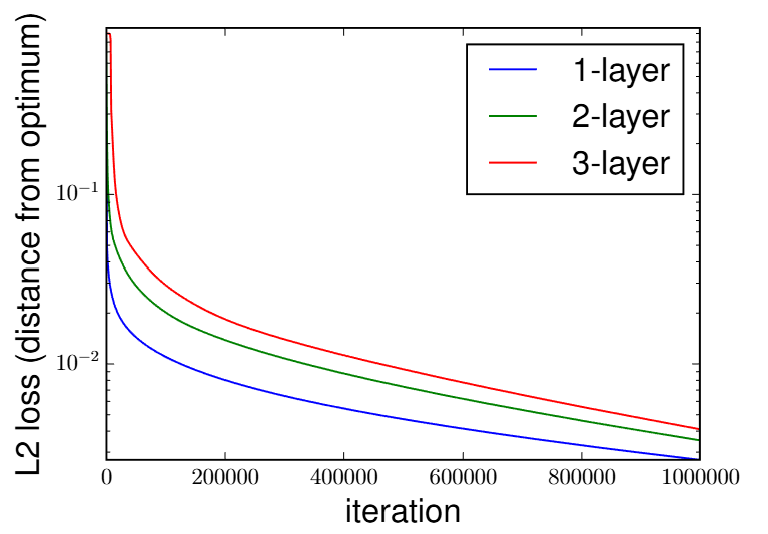 L2 loss (distance from optimum)
10⁻¹
10⁻²
1-layer
2-layer
3-layer
0 200000 400000 600000 800000 1000000
iteration